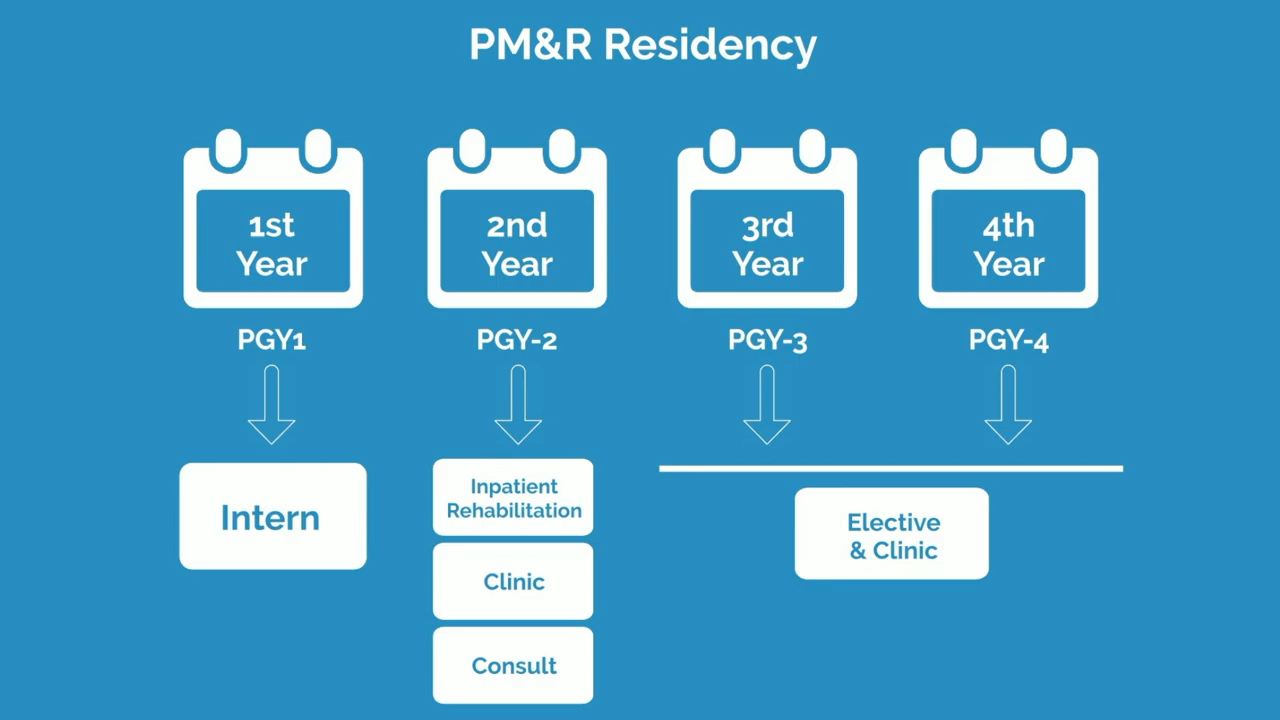 PM&R Residency
1st
Year
2nd
Year
3rd
Year
4th
Year
PGY1
PGY-2
PGY-3
PGY-4
Intern
Inpatient
Rehabilitation
Clinic
Consult
Elective
& Clinic